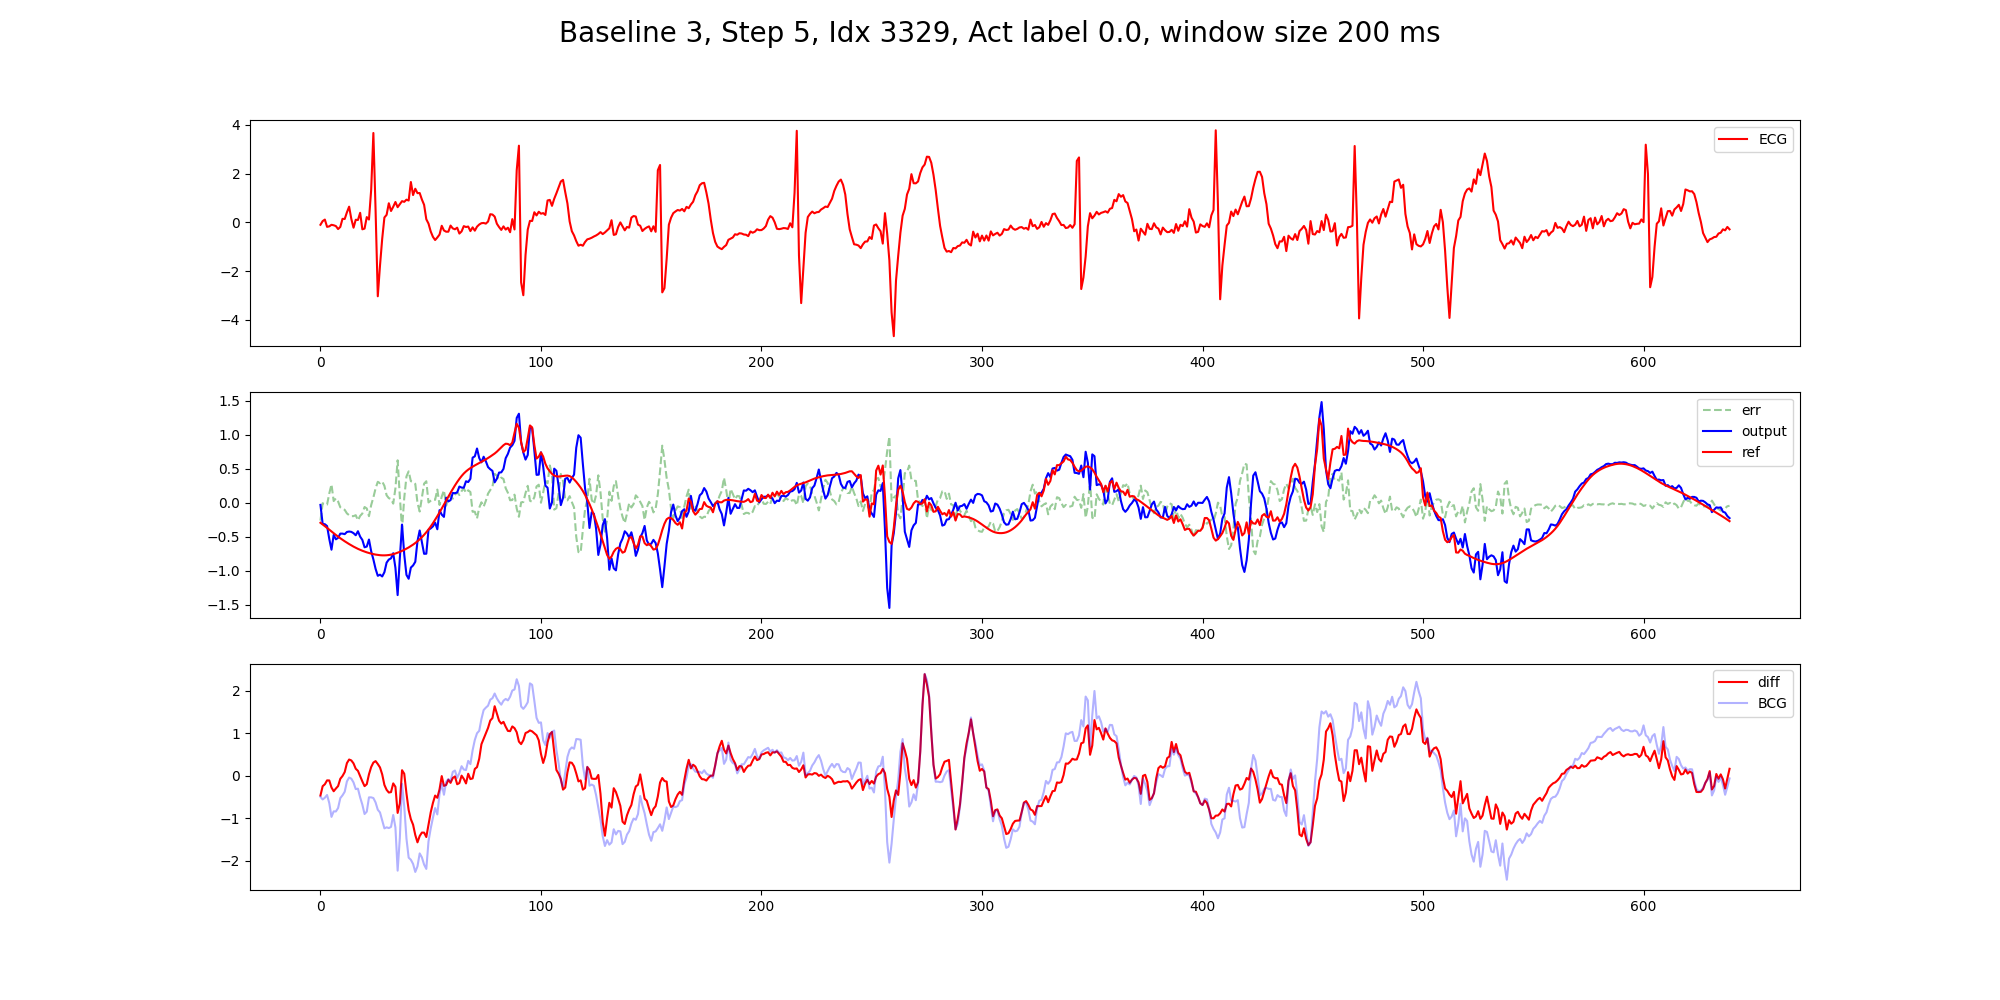 Baseline 3, Step 5, Idx 3329, Act label 0.0, window size 200 ms
4
2
0
−2
−4
ECG
0 100 200 300 400 500 600
1.5
1.0
0.5
0.0
−0.5
−1.0
−1.5
err
output
ref
0 100 200 300 400 500 600
2
1
0
−1
−2
diff
BCG
0 100 200 300 400 500 600